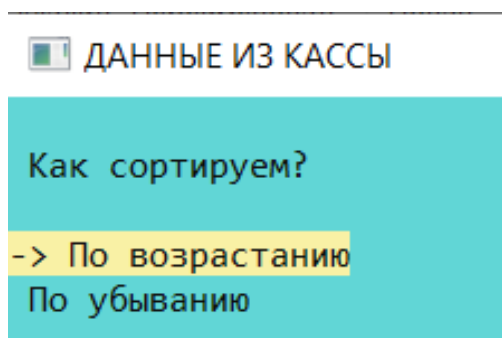 ДАННЫЕ ИЗ КАССЫ
Как сортируем?
-> По возрастанию
По убыванию